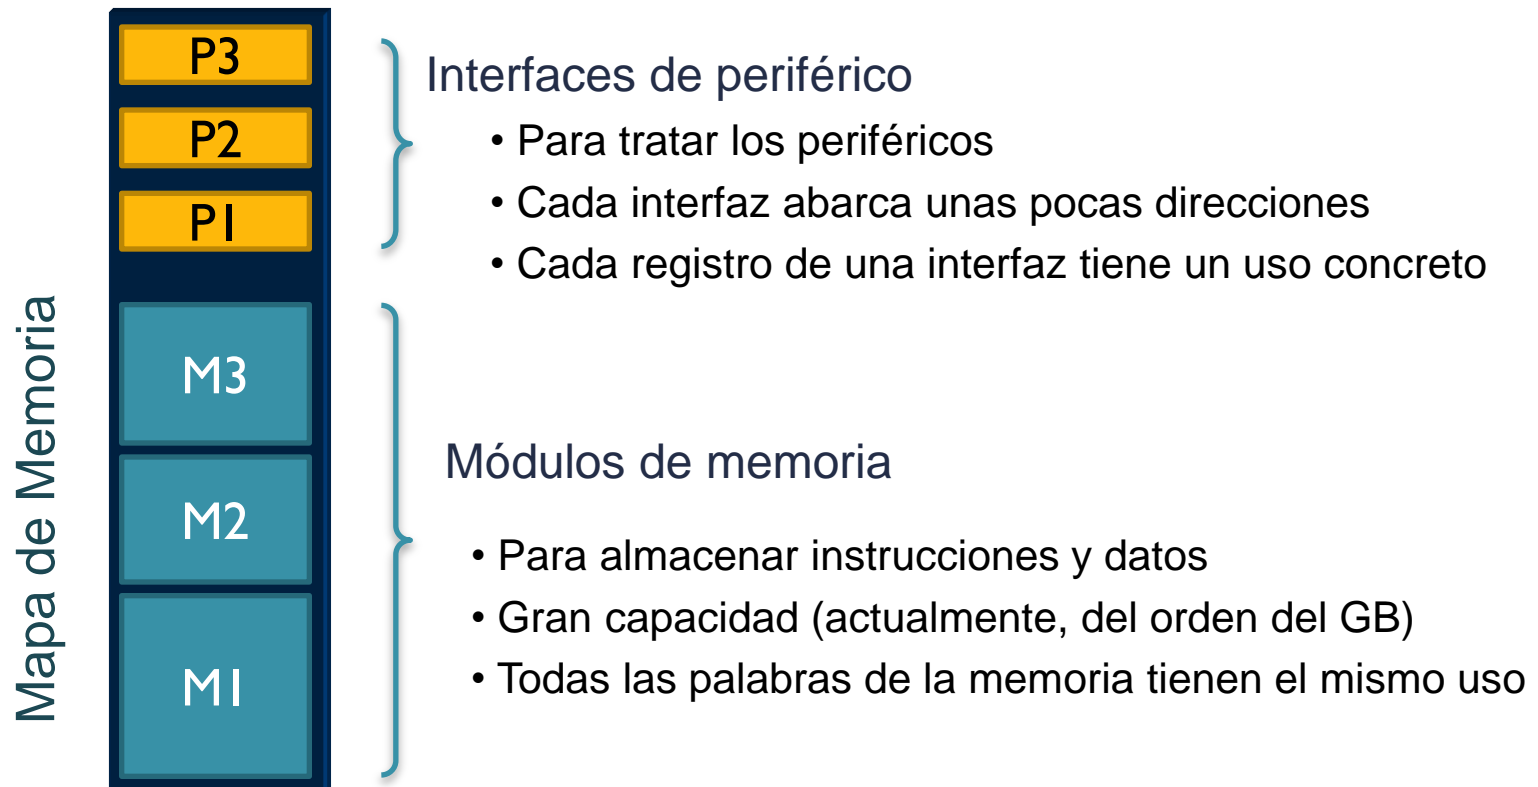 Mapa de Memoria
P3
P2
P1
M3
M2
M1
Interfaces de periférico
• Para tratar los periféricos
• Cada interfaz abarca unas pocas direcciones
• Cada registro de una interfaz tiene un uso concreto
Módulos de memoria
• Para almacenar instrucciones y datos
• Gran capacidad (actualmente, del orden del GB)
• Todas las palabras de la memoria tienen el mismo uso